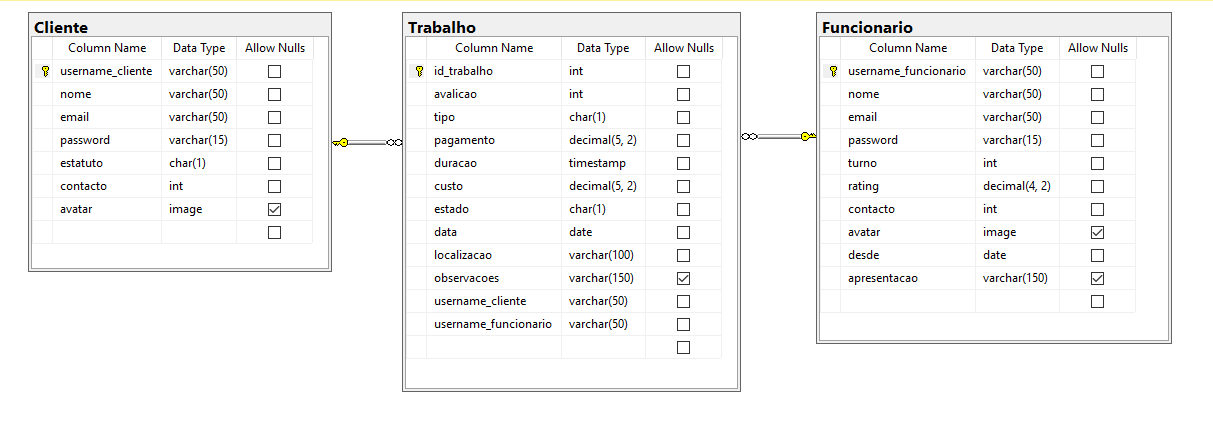 Cliente
Column Name Data Type Allow Nulls
username_cliente varchar(50)
nome varchar(50)
email varchar(50)
password varchar(15)
estatuto char(1)
contacto int
avatar image
Trabalho
Column Name Data Type Allow Nulls
id_trabalho int
avalicao int
tipo char(1)
pagamento decimal(5, 2)
duracao timestamp
custo decimal(5, 2)
estado char(1)
data date
localizacao varchar(100)
observacoes varchar(150)
username_cliente varchar(50)
username_funcionario varchar(50)
Funcionario
Column Name Data Type Allow Nulls
username_funcionario varchar(50)
nome varchar(50)
email varchar(50)
password varchar(15)
turno int
rating decimal(4, 2)
contacto int
avatar image
desde date
apresentacao varchar(150)